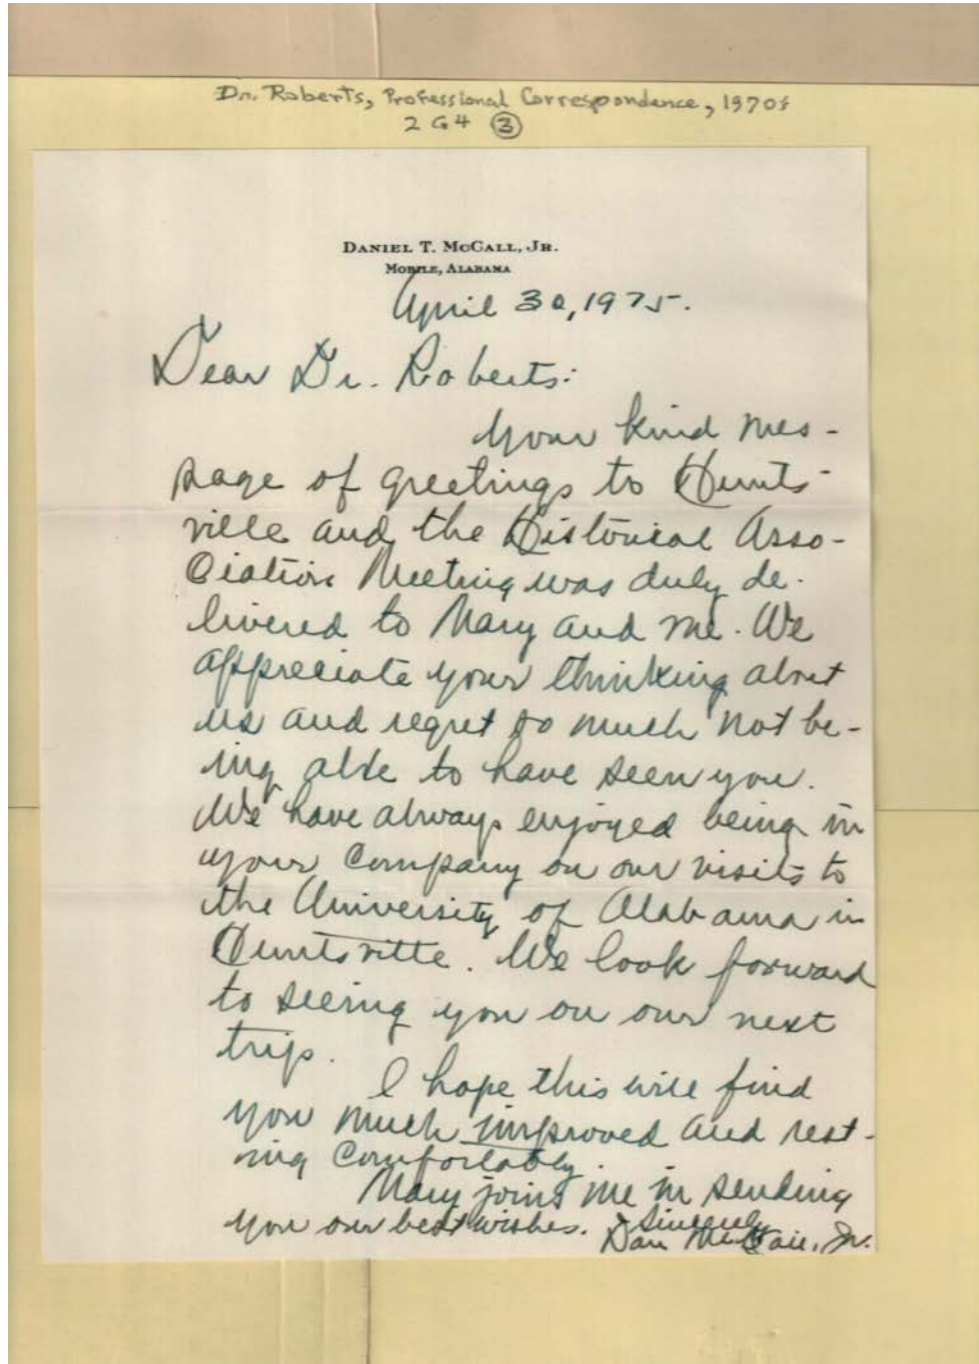 Dr. Roberts, Professional Correspondence, 1970s
2 G4 ③
DANIEL T. McCALL, JR.
MOBILE, ALABAMA
April 30, 1975.
Dear Dr. Roberts:
Your kind mes-
sage of greetings to Hunts-
ville and the Historical Asso-
ciation Meeting was duly de-
livered to Mary and me. We
appreciate your thinking about
us and regret so much not be-
ing able to have seen you.
We have always enjoyed being in
your company on our visits to
the University of Alabama in
Huntsville. We look forward
to seeing you on our next
trip.
I hope this will find
you much improved and rest-
ing comfortably.
Mary joins me in sending
you our best wishes. Sincerely
Dan McCall, Jr.